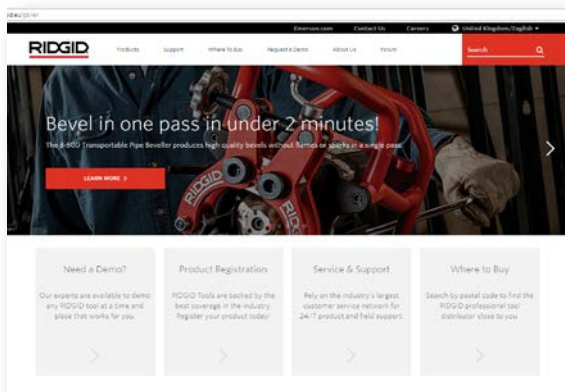 id.eu/gb/en
Emerson.com Contact Us Careers United Kingdom/English
RIDGID Products Support Where To Buy Request a Demo About Us Forum Search
Bevel in one pass in under 2 minutes!
The B-500 Transportable Pipe Beveller produces high quality bevels without flames or sparks in a single pass.
LEARN MORE >
RIDGID
RIDGID
Need a Demo?
Our experts are available to demo
any RIDGID tool at a time and
place that works for you.
Product Registration
RIDGID Tools are backed by the
best coverage in the industry.
Register your product today!
Service & Support
Rely on the industry's largest
customer service network for
24/7 product and field support.
Where to Buy
Search by postal code to find the
RIDGID professional tool
distributor close to you.